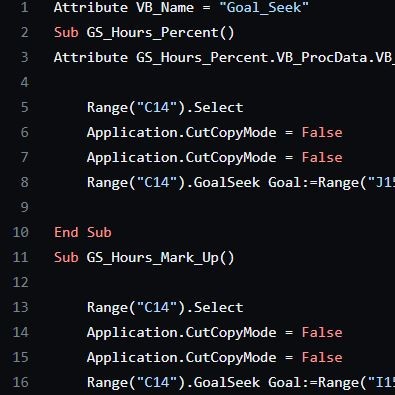 1 Attribute VB_Name = "Goal_Seek"
2 Sub GS_Hours_Percent()
3 Attribute GS_Hours_Percent.VB_ProcData.VB_
4
5 Range("C14").Select
6 Application.CutCopyMode = False
7 Application.CutCopyMode = False
8 Range("C14").GoalSeek Goal:=Range("J15
9
10 End Sub
11 Sub GS_Hours_Mark_Up()
12
13 Range("C14").Select
14 Application.CutCopyMode = False
15 Application.CutCopyMode = False
16 Range("C14").GoalSeek Goal:=Range("I15